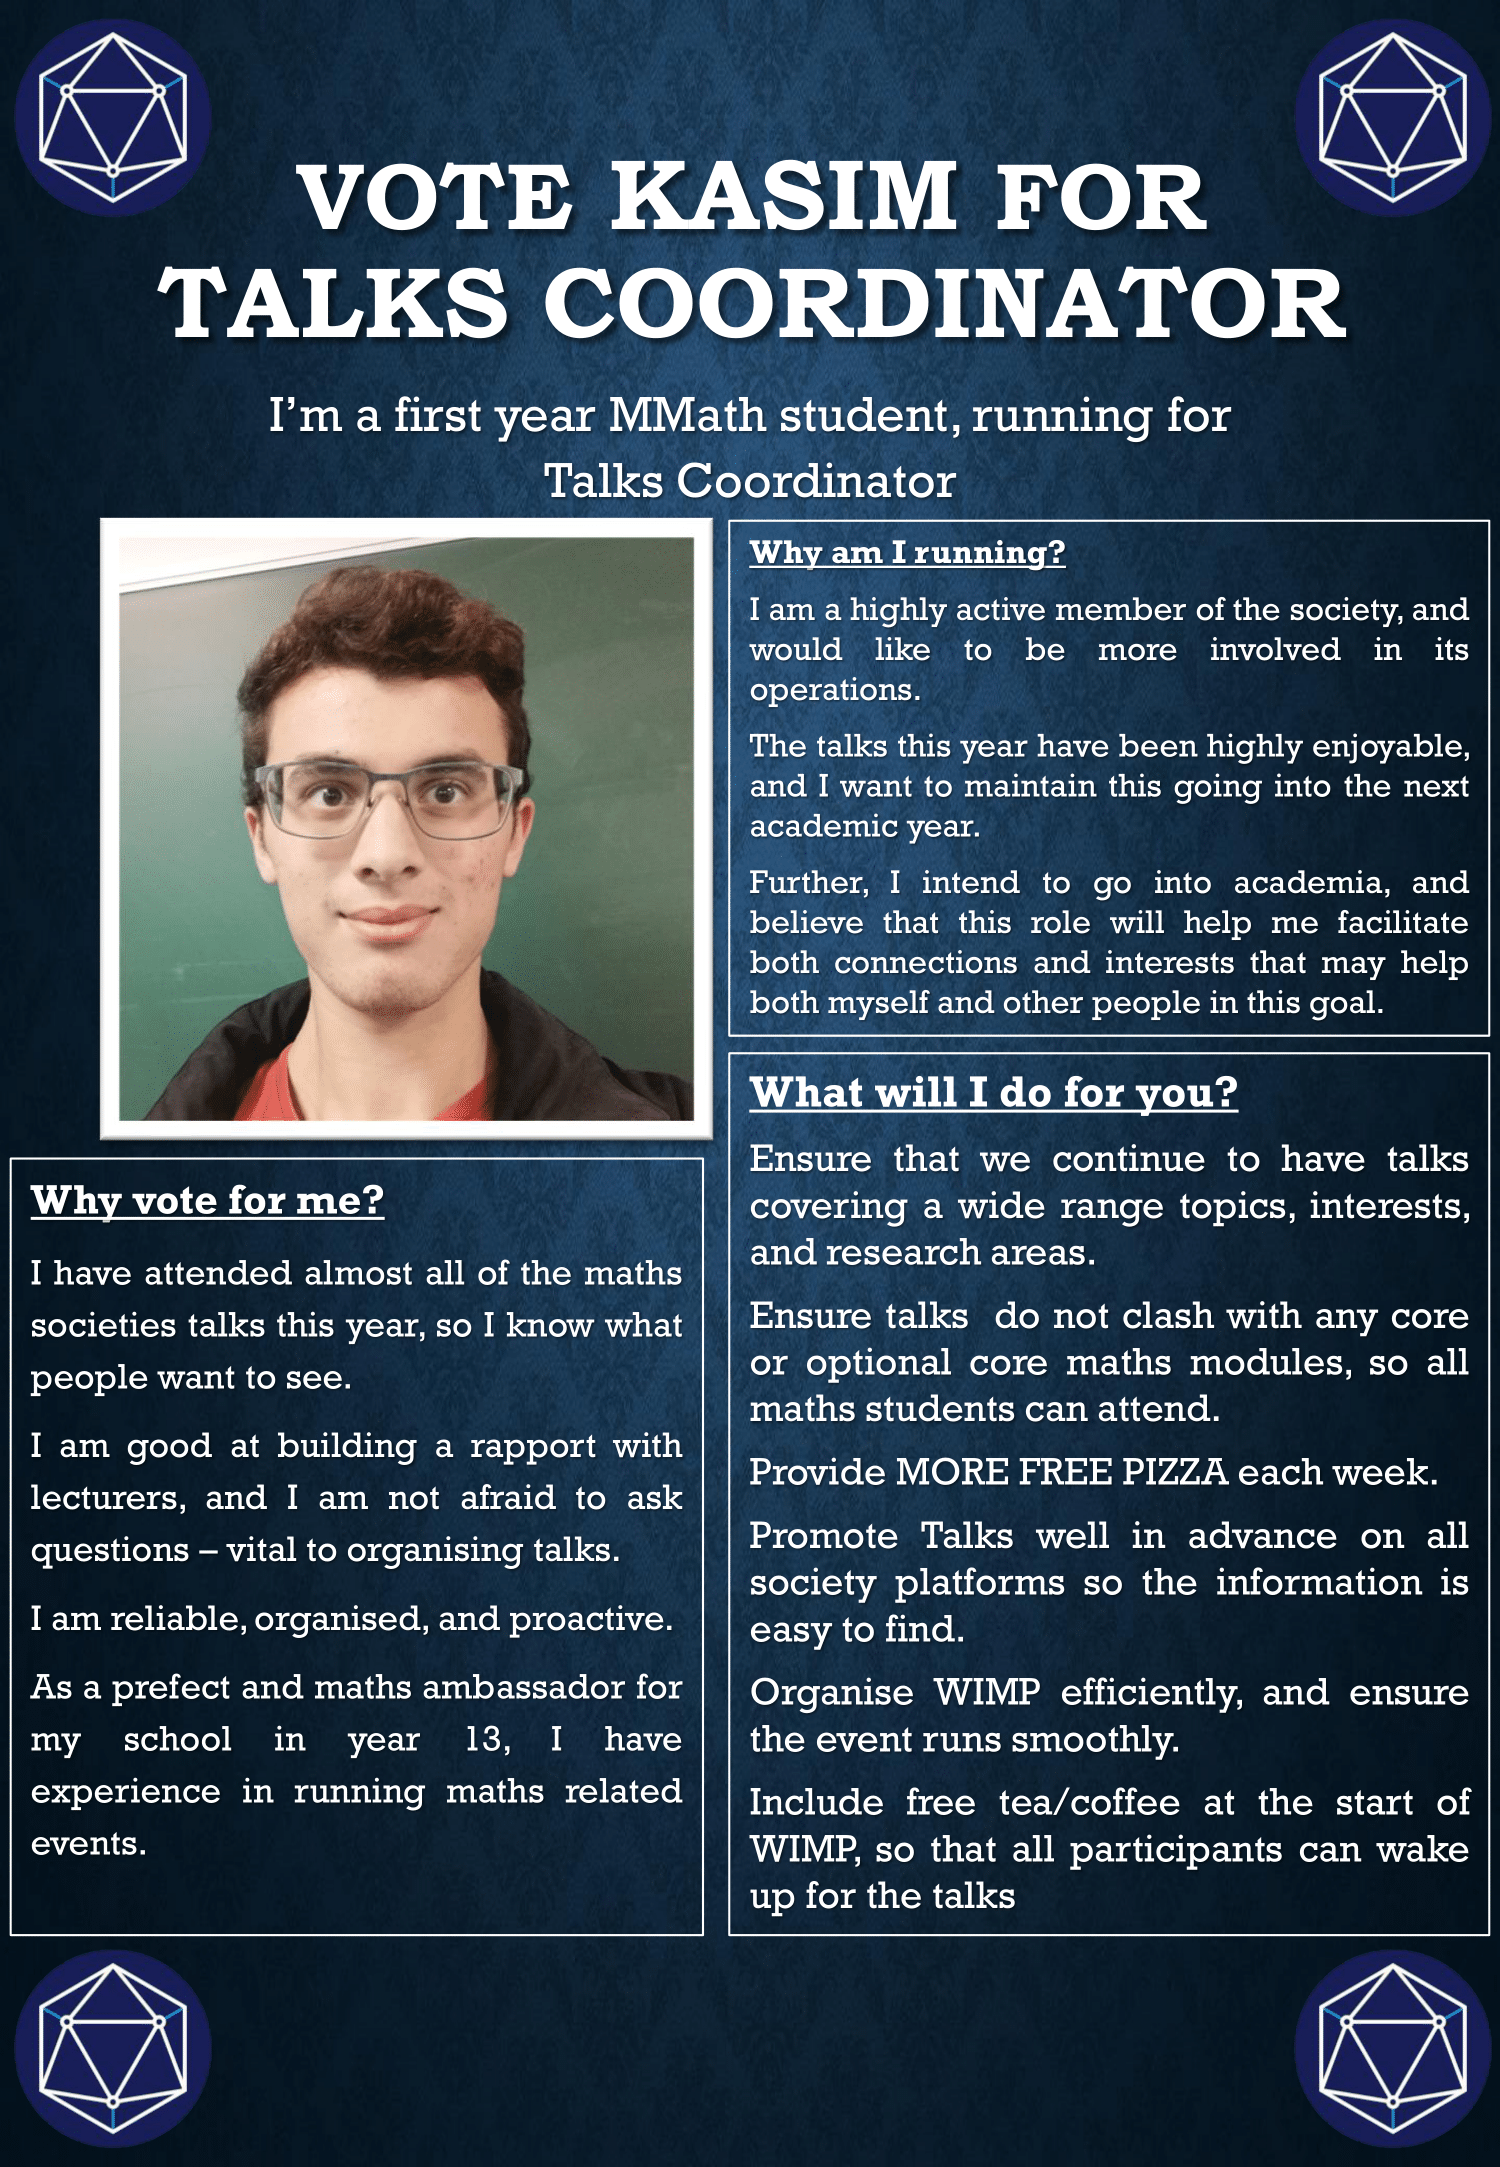 VOTE KASIM FOR
TALKS COORDINATOR
I'm a first year MMath student, running for
Talks Coordinator
Why am I running?
I am a highly active member of the society, and
would like to be more involved in its
operations.
The talks this year have been highly enjoyable,
and I want to maintain this going into the next
academic year.
Further, I intend to go into academia, and
believe that this role will help me facilitate
both connections and interests that may help
both myself and other people in this goal.
Why vote for me?
I have attended almost all of the maths
societies talks this year, so I know what
people want to see.
I am good at building a rapport with
lecturers, and I am not afraid to ask
questions – vital to organising talks.
I am reliable, organised, and proactive.
As a prefect and maths ambassador for
my school in year 13, I have
experience in running maths related
events.
What will I do for you?
Ensure that we continue to have talks
covering a wide range topics, interests,
and research areas.
Ensure talks  do not clash with any core
or optional core maths modules, so all
maths students can attend.
Provide MORE FREE PIZZA each week.
Promote Talks well in advance on all
society platforms so the information is
easy to find.
Organise WIMP efficiently, and ensure
the event runs smoothly.
Include free tea/coffee at the start of
WIMP, so that all participants can wake
up for the talks